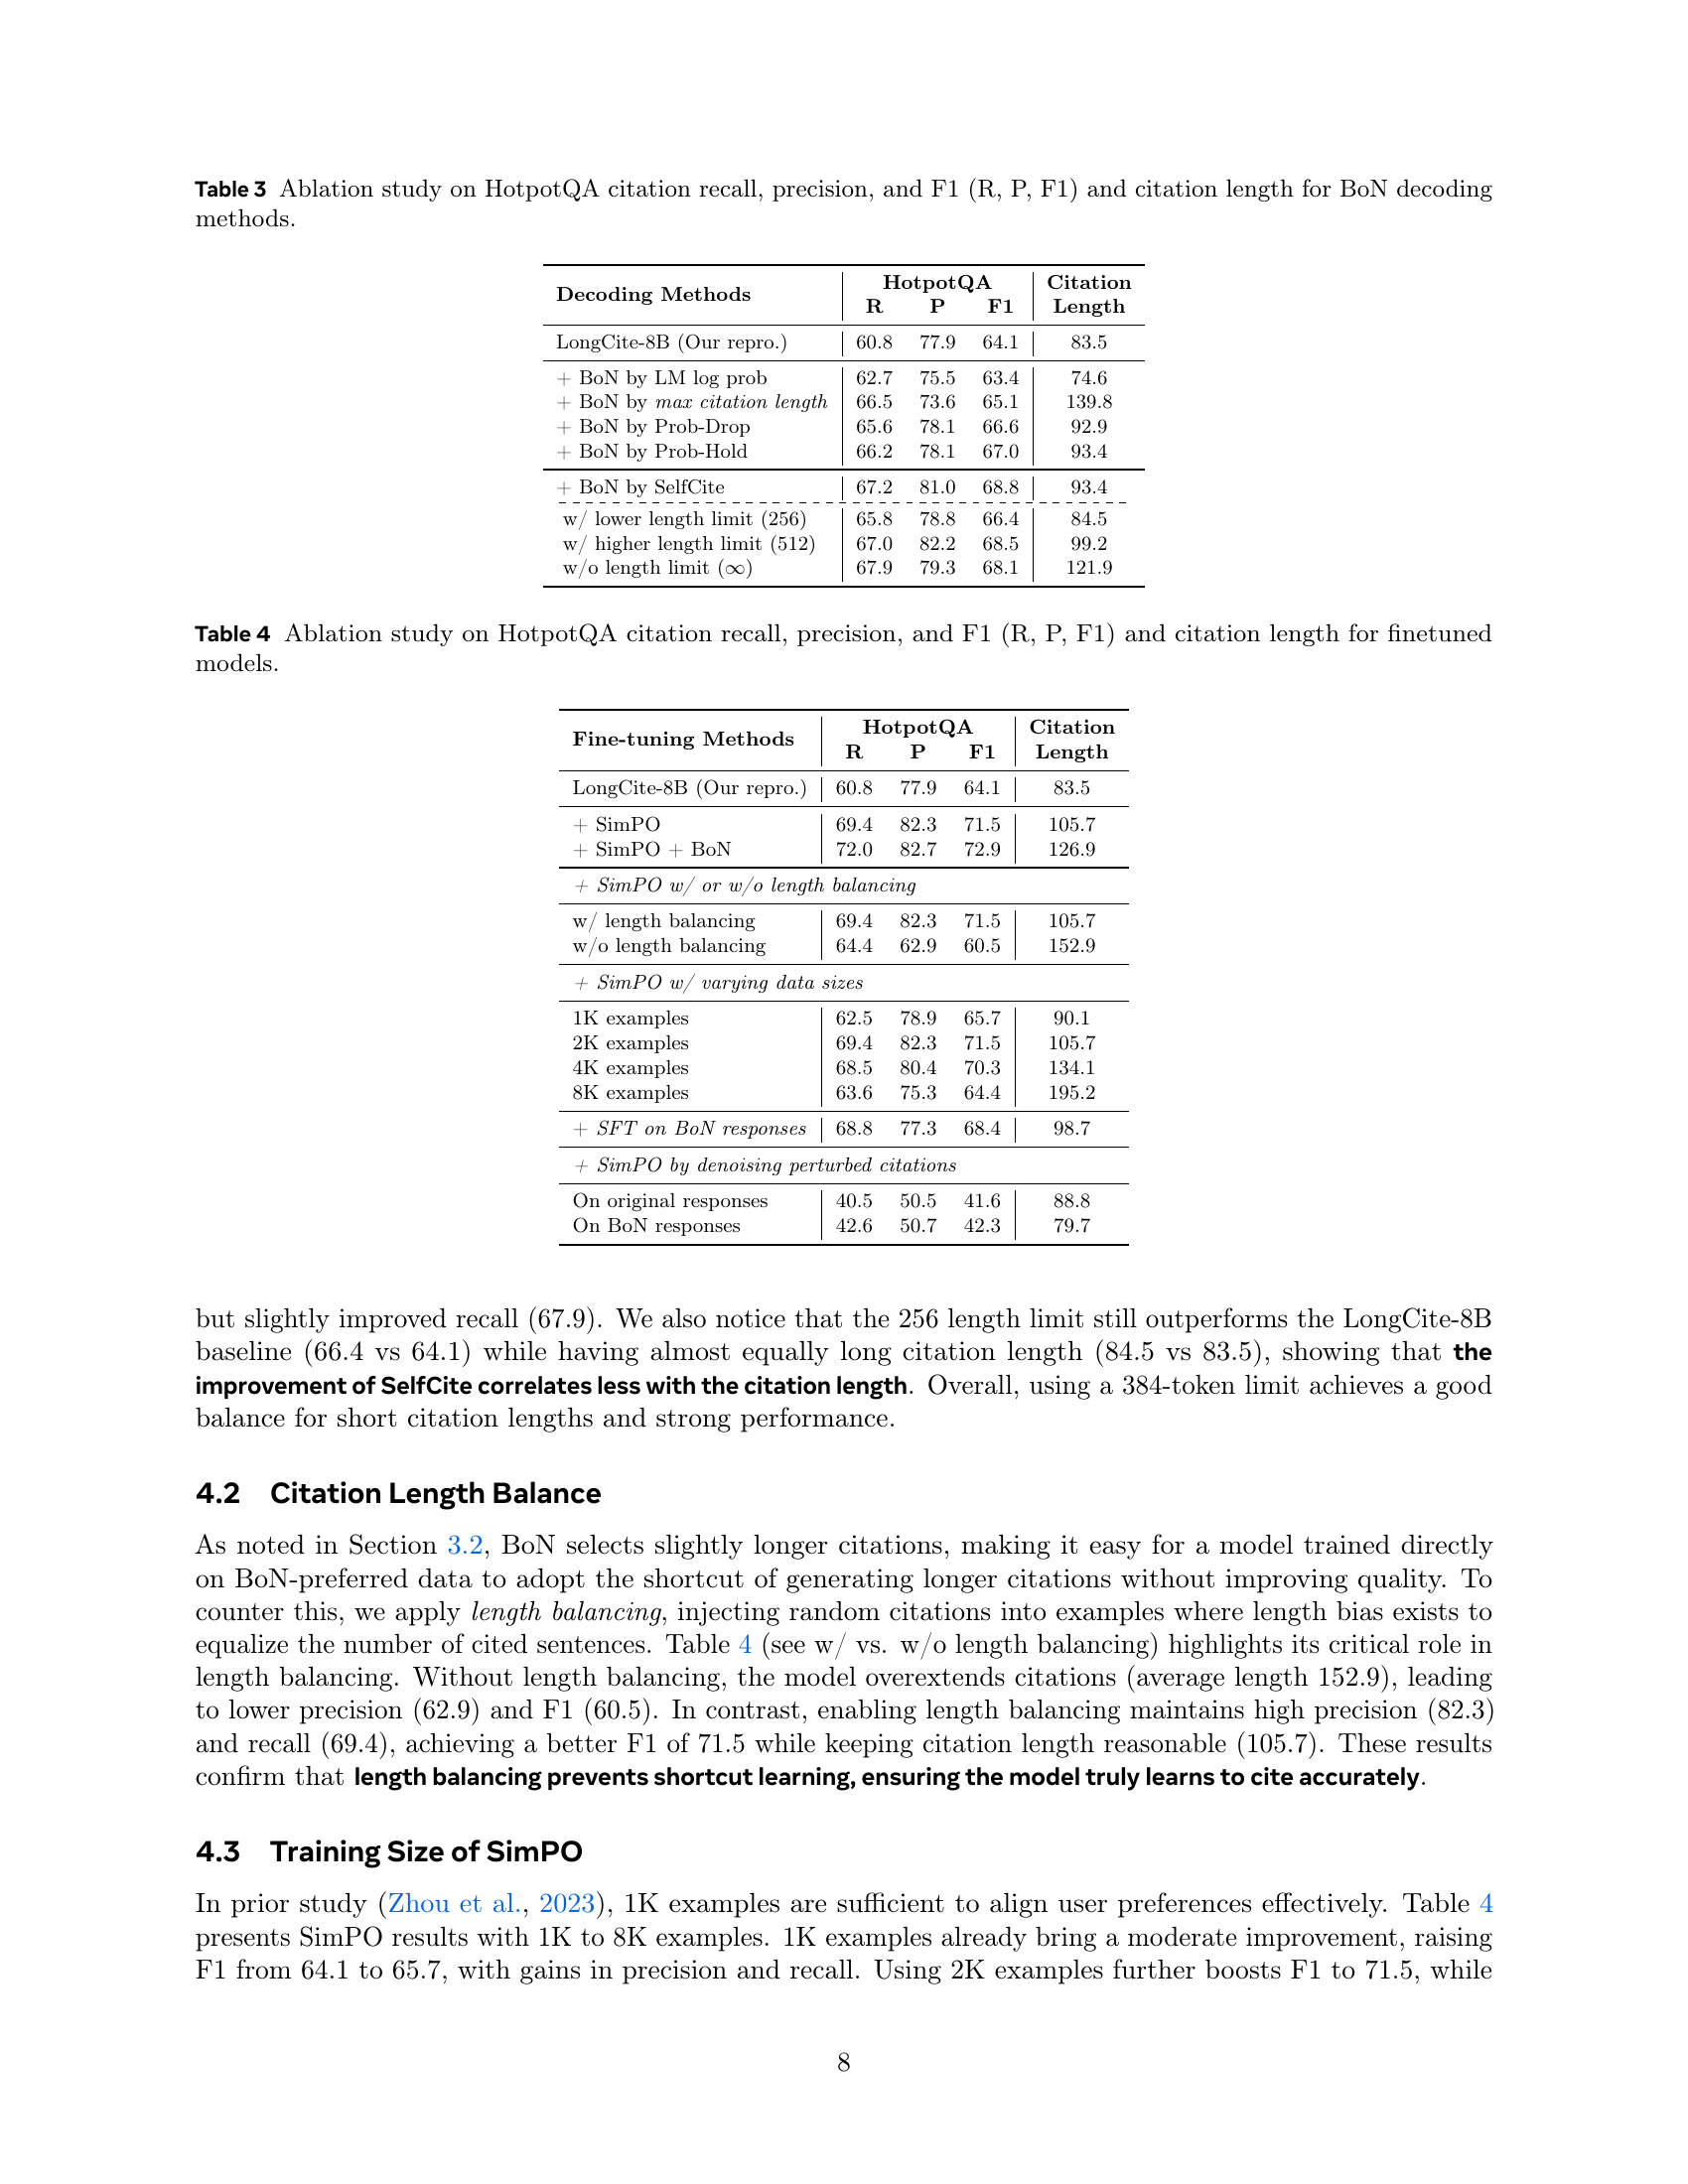 Table 3 Ablation study on HotpotQA citation recall, precision, and F1 (R, P, F1) and citation length for BoN decoding
methods.
Decoding Methods HotpotQA Citation
R P F1 Length
LongCite-8B (Our repro.) 60.8 77.9 64.1 83.5
+ BoN by LM log prob 62.7 75.5 63.4 74.6
+ BoN by max citation length 66.5 73.6 65.1 139.8
+ BoN by Prob-Drop 65.6 78.1 66.6 92.9
+ BoN by Prob-Hold 66.2 78.1 67.0 93.4
+ BoN by SelfCite 67.2 81.0 68.8 93.4
w/ lower length limit (256) 65.8 78.8 66.4 84.5
w/ higher length limit (512) 67.0 82.2 68.5 99.2
w/o length limit (∞) 67.9 79.3 68.1 121.9
Table 4 Ablation study on HotpotQA citation recall, precision, and F1 (R, P, F1) and citation length for finetuned
models.
Fine-tuning Methods HotpotQA Citation
R P F1 Length
LongCite-8B (Our repro.) 60.8 77.9 64.1 83.5
+ SimPO 69.4 82.3 71.5 105.7
+ SimPO + BoN 72.0 82.7 72.9 126.9
+ SimPO w/ or w/o length balancing
w/ length balancing 69.4 82.3 71.5 105.7
w/o length balancing 64.4 62.9 60.5 152.9
+ SimPO w/ varying data sizes
1K examples 62.5 78.9 65.7 90.1
2K examples 69.4 82.3 71.5 105.7
4K examples 68.5 80.4 70.3 134.1
8K examples 63.6 75.3 64.4 195.2
+ SFT on BoN responses 68.8 77.3 68.4 98.7
+ SimPO by denoising perturbed citations
On original responses 40.5 50.5 41.6 88.8
On BoN responses 42.6 50.7 42.3 79.7
but slightly improved recall (67.9). We also notice that the 256 length limit still outperforms the LongCite-8B
baseline (66.4 vs 64.1) while having almost equally long citation length (84.5 vs 83.5), showing that the
improvement of SelfCite correlates less with the citation length. Overall, using a 384-token limit achieves a good
balance for short citation lengths and strong performance.
4.2 Citation Length Balance
As noted in Section 3.2, BoN selects slightly longer citations, making it easy for a model trained directly
on BoN-preferred data to adopt the shortcut of generating longer citations without improving quality. To
counter this, we apply length balancing, injecting random citations into examples where length bias exists to
equalize the number of cited sentences. Table 4 (see w/ vs. w/o length balancing) highlights its critical role in
length balancing. Without length balancing, the model overextends citations (average length 152.9), leading
to lower precision (62.9) and F1 (60.5). In contrast, enabling length balancing maintains high precision (82.3)
and recall (69.4), achieving a better F1 of 71.5 while keeping citation length reasonable (105.7). These results
confirm that length balancing prevents shortcut learning, ensuring the model truly learns to cite accurately.
4.3 Training Size of SimPO
In prior study (Zhou et al., 2023), 1K examples are sufficient to align user preferences effectively. Table 4
presents SimPO results with 1K to 8K examples. 1K examples already bring a moderate improvement, raising
F1 from 64.1 to 65.7, with gains in precision and recall. Using 2K examples further boosts F1 to 71.5, while
8